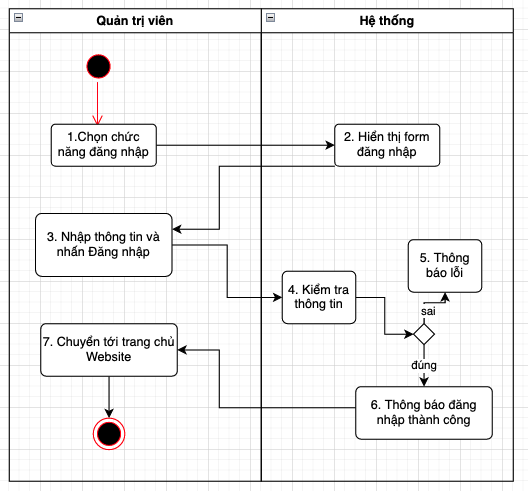 Quản trị viên
Hệ thống
1.Chọn chức
năng đăng nhập
2. Hiển thị form
đăng nhập
3. Nhập thông tin và
nhấn Đăng nhập
4. Kiểm tra
thông tin
5. Thông
báo lỗi
sai
đúng
6. Thông báo đăng
nhập thành công
7. Chuyển tới trang chủ
Website